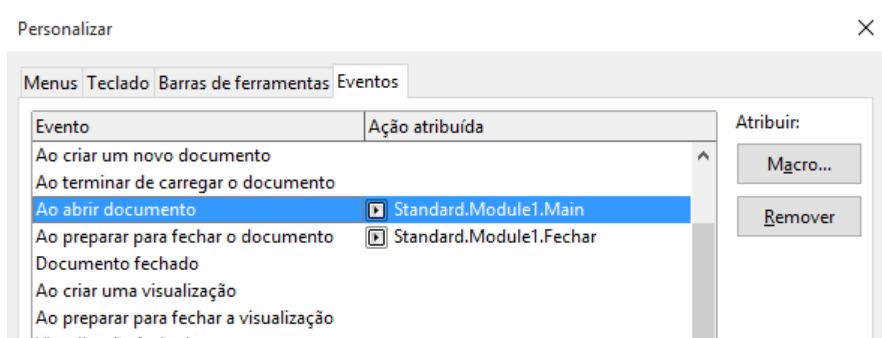 Personalizar
Menus Teclado Barras de ferramentas Eventos
Evento Ação atribuída Atribuir:
Ao criar um novo documento
Macro...
Ao terminar de carregar o documento
Ao abrir documento Standard.Module1.Main
Remover
Ao preparar para fechar o documento Standard.Module1.Fechar
Documento fechado
Ao criar uma visualização
Ao preparar para fechar a visualização